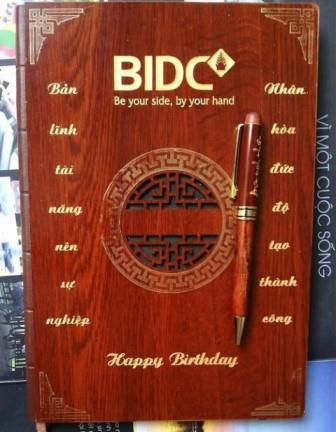 BIDC
Be your side, by your hand
Bản
lĩnh
tài
năng
nên
sự
nghiệp
Nhân
hòa
đức
độ
tạo
thành
công
Happy Birthday
VÌ MỘT CUỘC SỐNG